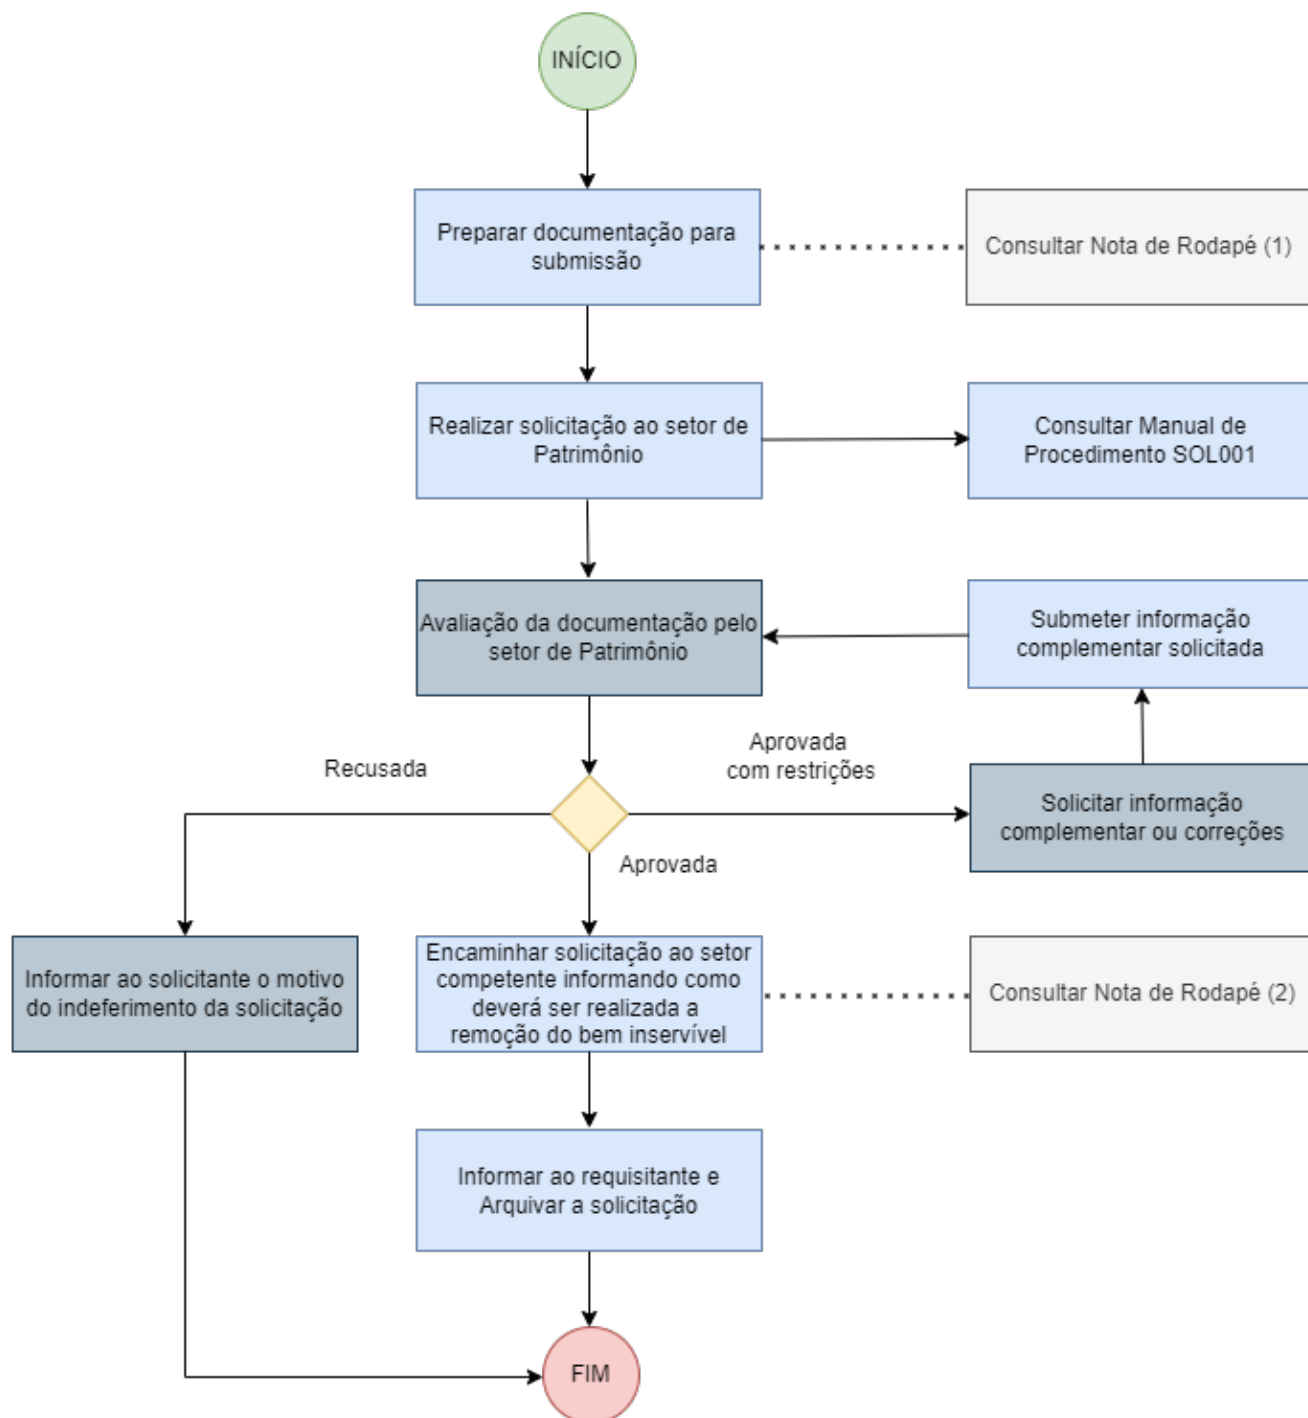 INÍCIO
Preparar documentação para
submissão
Consultar Nota de Rodapé (1)
Realizar solicitação ao setor de
Patrimônio
Consultar Manual de
Procedimento SOL001
Avaliação da documentação pelo
setor de Patrimônio
Submeter informação
complementar solicitada
Recusada
Aprovada
com restrições
Solicitar informação
complementar ou correções
Aprovada
Informar ao solicitante o motivo
do indeferimento da solicitação
Encaminhar solicitação ao setor
competente informando como
deverá ser realizada a
remoção do bem inservível
Consultar Nota de Rodapé (2)
Informar ao requisitante e
Arquivar a solicitação
FIM